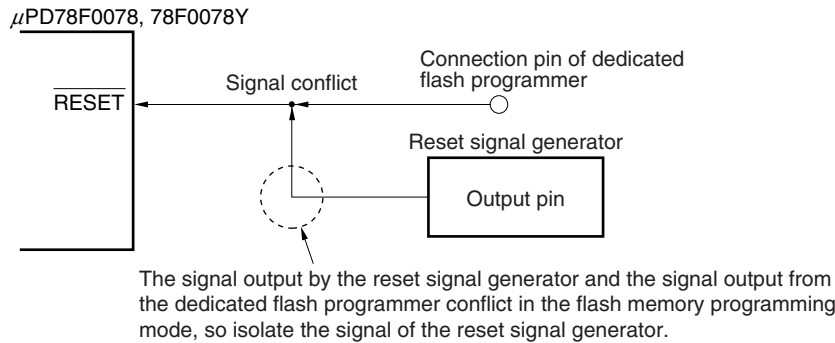 μPD78F0078, 78F0078Y
Connection pin of dedicated
flash programmer
Signal conflict
RESET
Reset signal generator
Output pin
The signal output by the reset signal generator and the signal output from
the dedicated flash programmer conflict in the flash memory programming
mode, so isolate the signal of the reset signal generator.